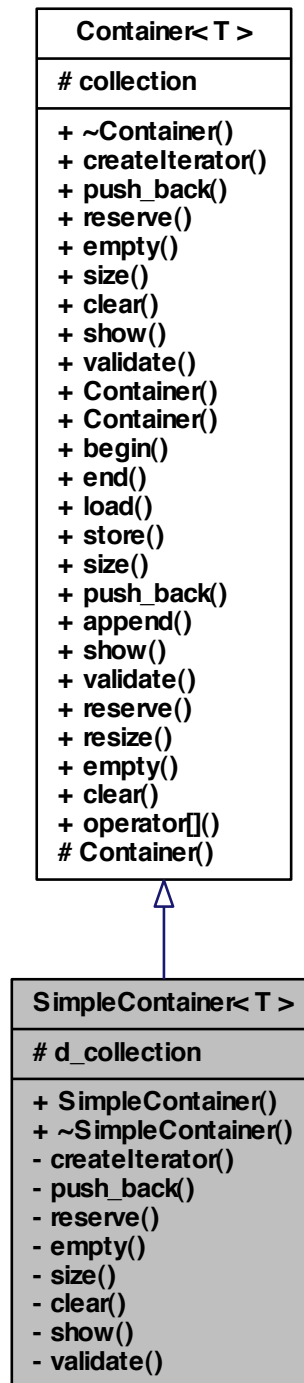 Container< T >
# collection
+ ~Container()
+ createIterator()
+ push_back()
+ reserve()
+ empty()
+ size()
+ clear()
+ show()
+ validate()
+ Container()
+ Container()
+ begin()
+ end()
+ load()
+ store()
+ size()
+ push_back()
+ append()
+ show()
+ validate()
+ reserve()
+ resize()
+ empty()
+ clear()
+ operator[]()
# Container()
SimpleContainer< T >
# d_collection
+ SimpleContainer()
+ ~SimpleContainer()
- createIterator()
- push_back()
- reserve()
- empty()
- size()
- clear()
- show()
- validate()